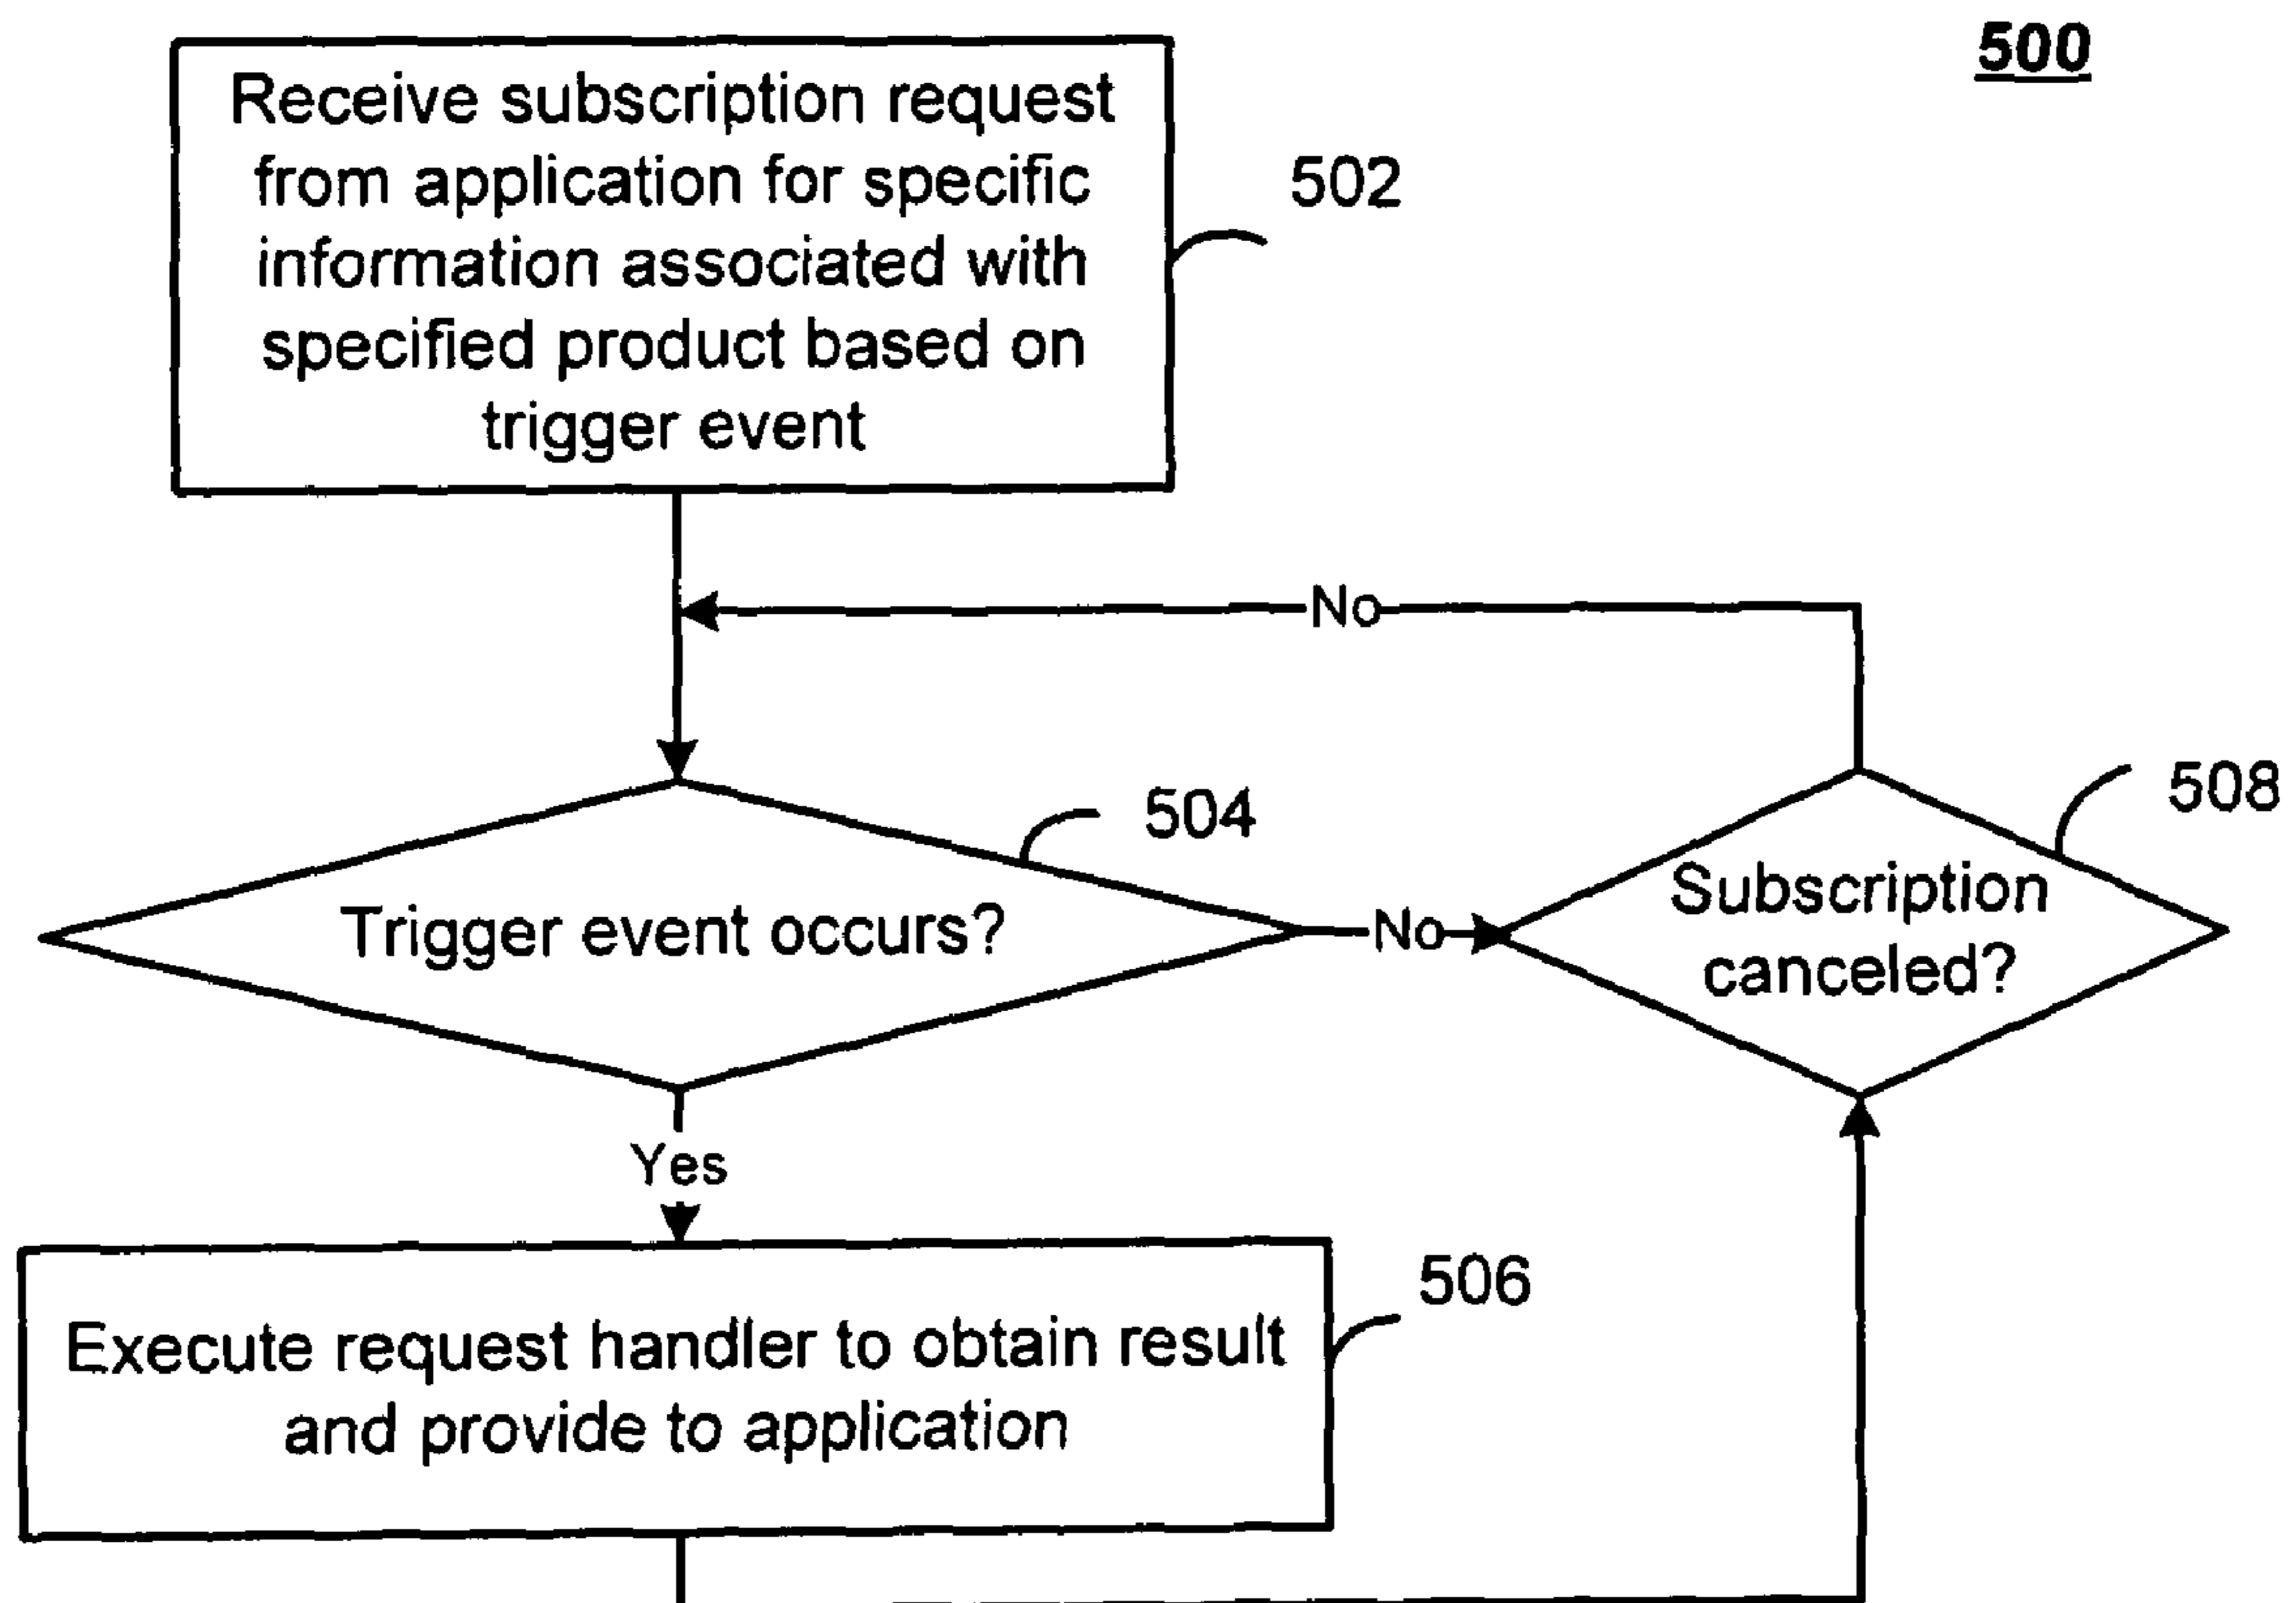 500
Receive subscription request
from application for specific
information associated with
specified product based on
trigger event
502
No
504
Trigger event occurs?
No
508
Subscription
canceled?
Yes
506
Execute request handler to obtain result
and provide to application